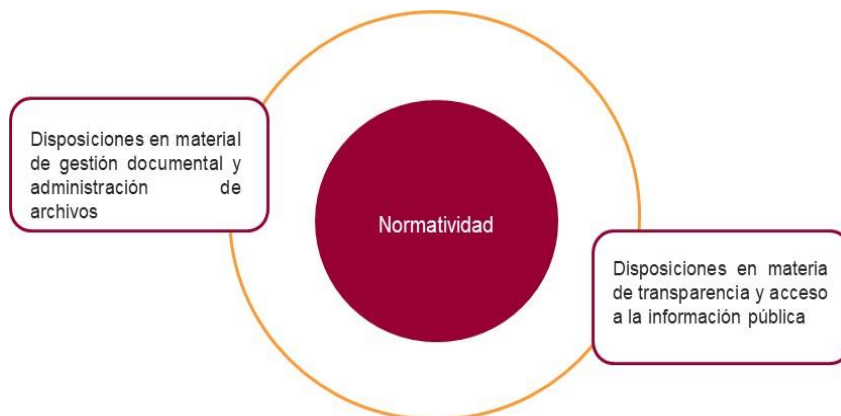 Disposiciones en material
de gestión documental y
administración de
archivos
Normatividad
Disposiciones en materia
de transparencia y acceso
a la información pública